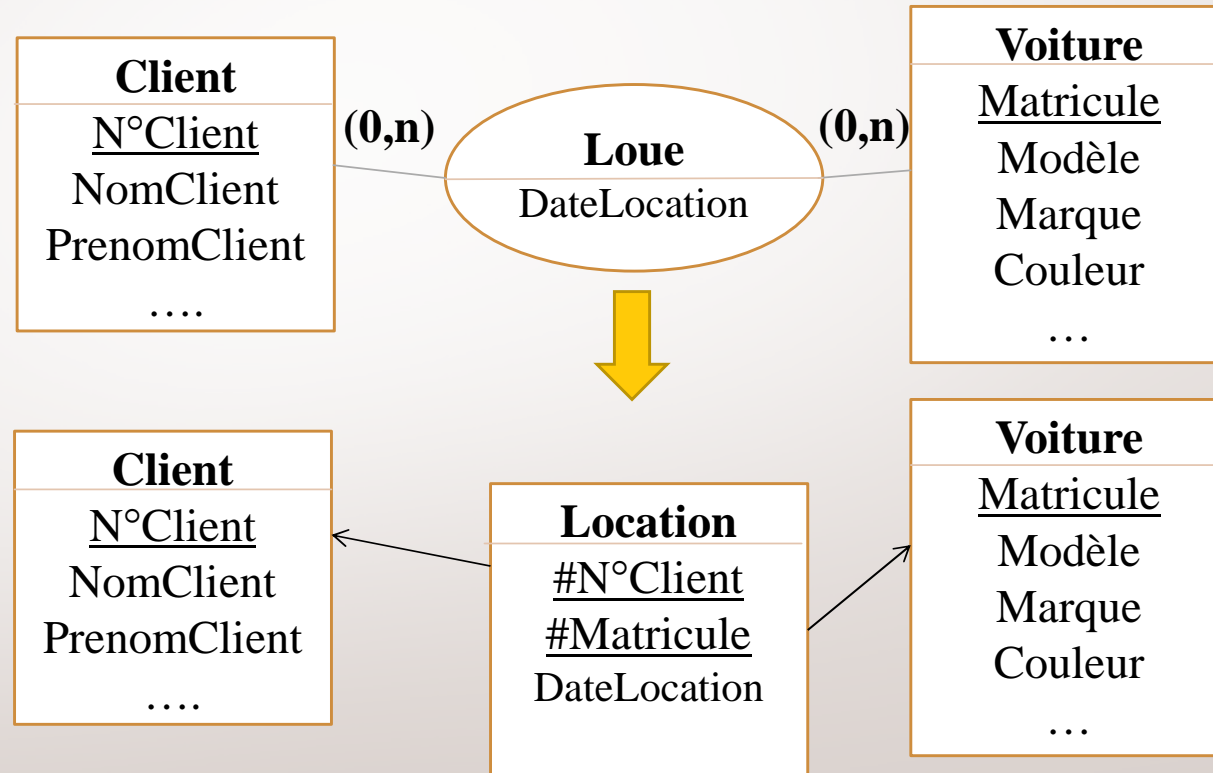 Client
N°Client
NomClient
PrenomClient
….
(0,n)
Loue
DateLocation
(0,n)
Voiture
Matricule
Modèle
Marque
Couleur
…
Client
N°Client
NomClient
PrenomClient
….
Location
#N°Client
#Matricule
DateLocation
Voiture
Matricule
Modèle
Marque
Couleur
…